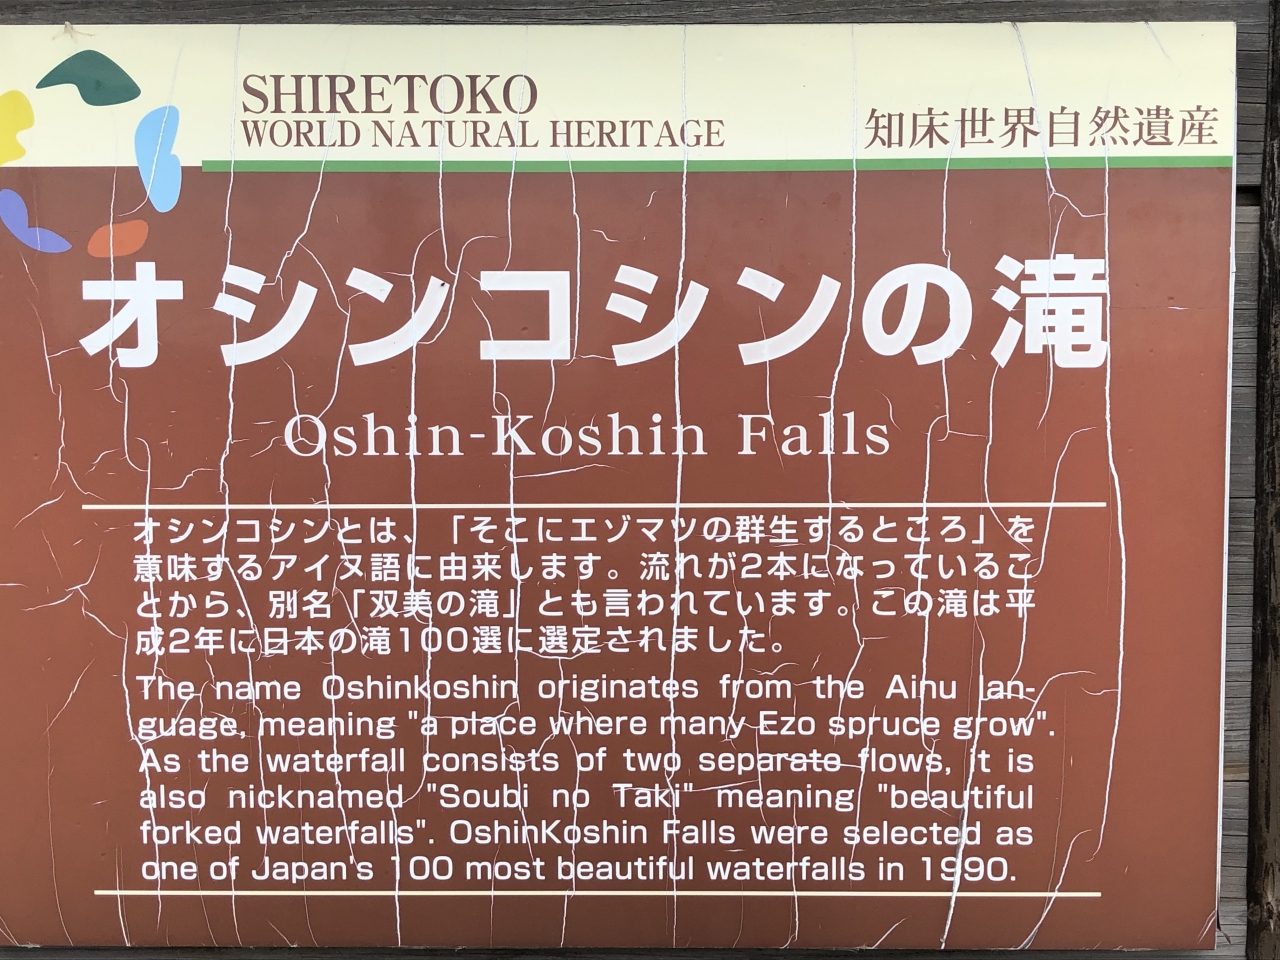 SHIRETOKO
WORLD NATURAL HERITAGE
知床世界自然遺産
オシンコシンの滝
Oshin-Koshin Falls
オシンコシンとは、「そこにエゾマツの群生するところ」を
意味するアイヌ語に由来します。流れが2本になっているこ
とから、別名「双美の滝」とも言われています。この滝は平
成2年に日本の滝100選に選定されました。
The name Oshinkoshin originates from the Ainu lan-
guage, meaning "a place where many Ezo spruce grow".
As the waterfall consists of two separate flows, it is
also nicknamed "Soubi no Taki" meaning "beautiful
forked waterfalls". OshinKoshin Falls were selected as
one of Japan's 100 most beautiful waterfalls in 1990.